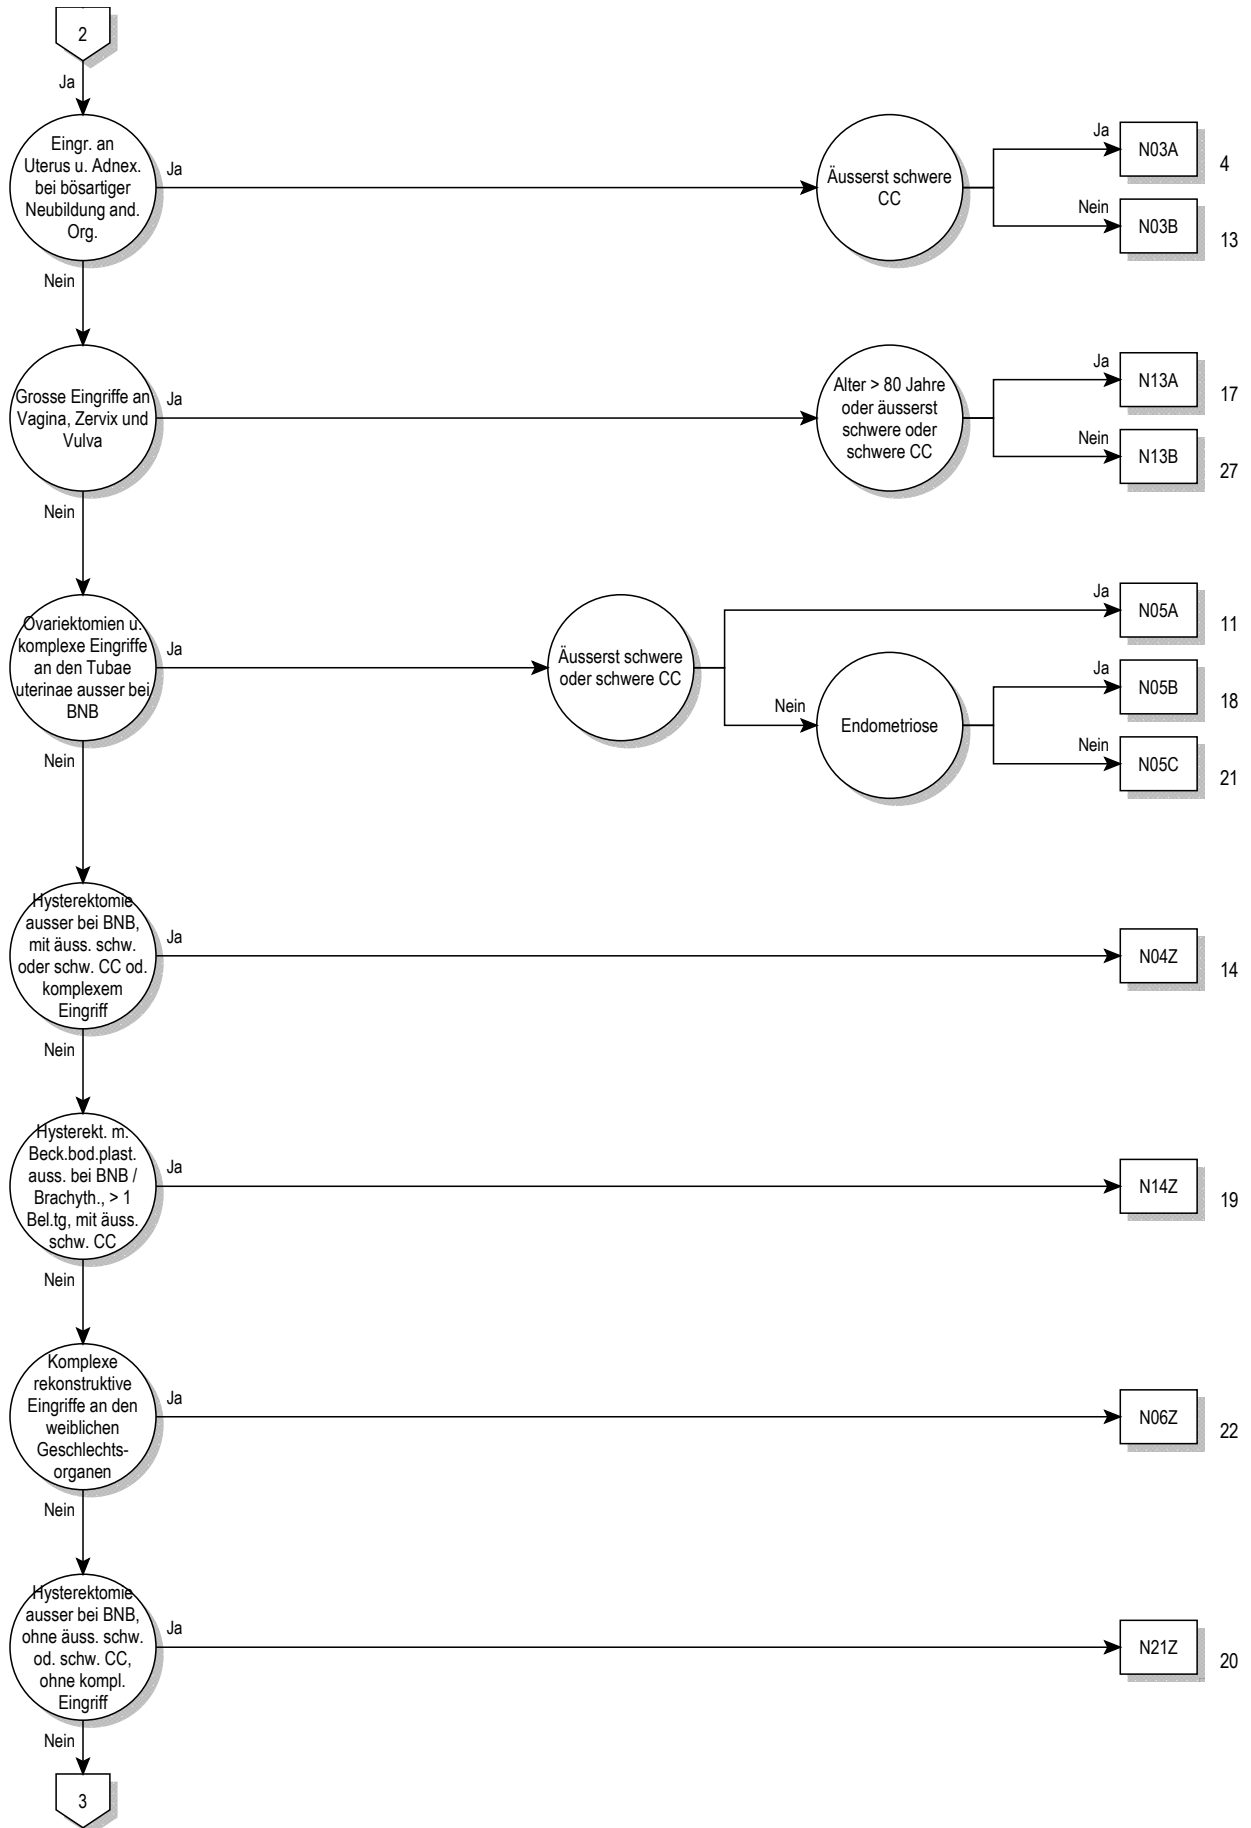 2
Ja
Eingr. an
Uterus u. Adnex.
bei bösartiger
Neubildung and.
Org.
Ja
Äusserst schwere
CC
Ja
N03A
4
Nein
N03B
13
Nein
Grosse Eingriffe an
Vagina, Zervix und
Vulva
Ja
Alter > 80 Jahre
oder äusserst
schwere oder
schwere CC
Ja
N13A
17
Nein
N13B
27
Nein
Ovariektomien u.
komplexe Eingriffe
an den Tubae
uterinae ausser bei
BNB
Ja
Äusserst schwere
oder schwere CC
Ja
N05A
11
Nein
Endometriose
Ja
N05B
18
Nein
N05C
21
Nein
Hysterektomie
ausser bei BNB,
mit äuss. schw.
oder schw. CC od.
komplexem
Eingriff
Ja
N04Z
14
Nein
Hysterekt. m.
Beck.bod.plast.
auss. bei BNB /
Brachyth., > 1
Bel.tg, mit äuss.
schw. CC
Ja
N14Z
19
Nein
Komplexe
rekonstruktive
Eingriffe an den
weiblichen
Geschlechts-
organen
Ja
N06Z
22
Nein
Hysterektomie
ausser bei BNB,
ohne äuss. schw.
od. schw. CC,
ohne kompl.
Eingriff
Ja
N21Z
20
Nein
3